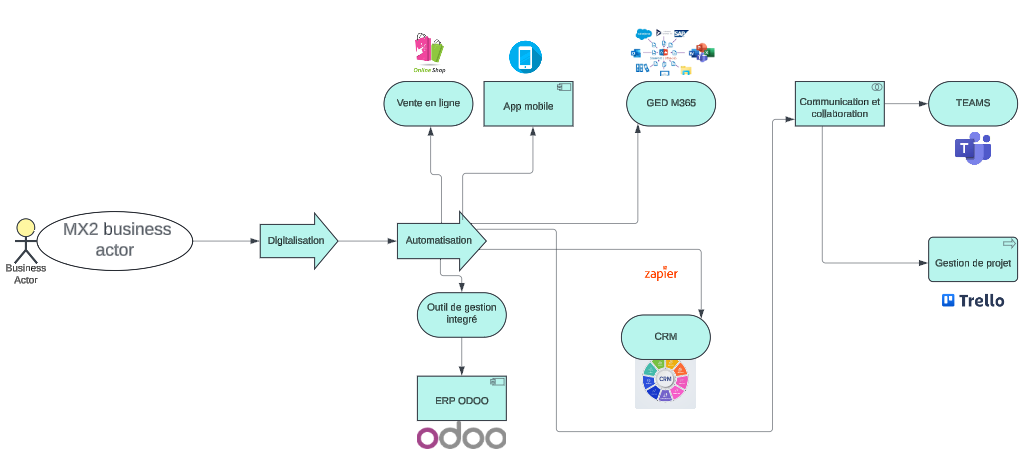 Online Shop
SAP
Vente en ligne
App mobile
GED M365
Communication et
collaboration
TEAMS
T
MX2 business
actor
Business
Actor
Digitalisation
Automatisation
Gestion de projet
Trello
zapier
Outil de gestion
integré
CRM
CRM
ERP ODOO
odoo